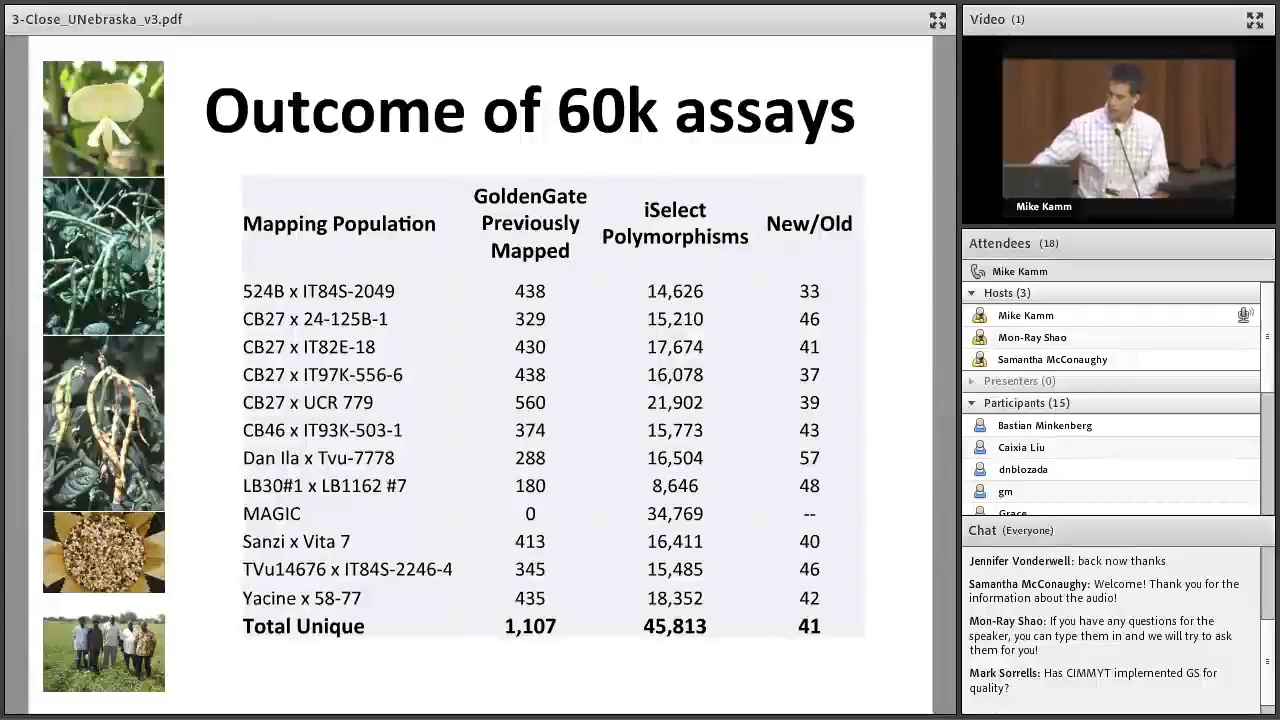 3-Close_UNebraska_v3.pdf
Outcome of 60k assays
Mapping Population GoldenGate Previously Mapped iSelect Polymorphisms New/Old
524B x IT84S-2049 438 14,626 33
CB27 x 24-125B-1 329 15,210 46
CB27 x IT82E-18 430 17,674 41
CB27 x IT97K-556-6 438 16,078 37
CB27 x UCR 779 560 21,902 39
CB46 x IT93K-503-1 374 15,773 43
Dan Ila x Tvu-7778 288 16,504 57
LB30#1 x LB1162 #7 180 8,646 48
MAGIC 0 34,769 --
Sanzi x Vita 7 413 16,411 40
TVu14676 x IT84S-2246-4 345 15,485 46
Yacine x 58-77 435 18,352 42
Total Unique 1,107 45,813 41
Video (1)
Mike Kamm
Attendees (18)
Mike Kamm
Hosts (3)
Mike Kamm
Mon-Ray Shao
Samantha McConaughy
Presenters (0)
Participants (15)
Bastian Minkenberg
Caixia Liu
dnblozada
gm
Grace
Chat (Everyone)
Jennifer Vonderwell: back now thanks
Samantha McConaughy: Welcome! Thank you for the
information about the audio!
Mon-Ray Shao: If you have any questions for the
speaker, you can type them in and we will try to ask
them for you!
Mark Sorrells: Has CIMMYT implemented GS for
quality?